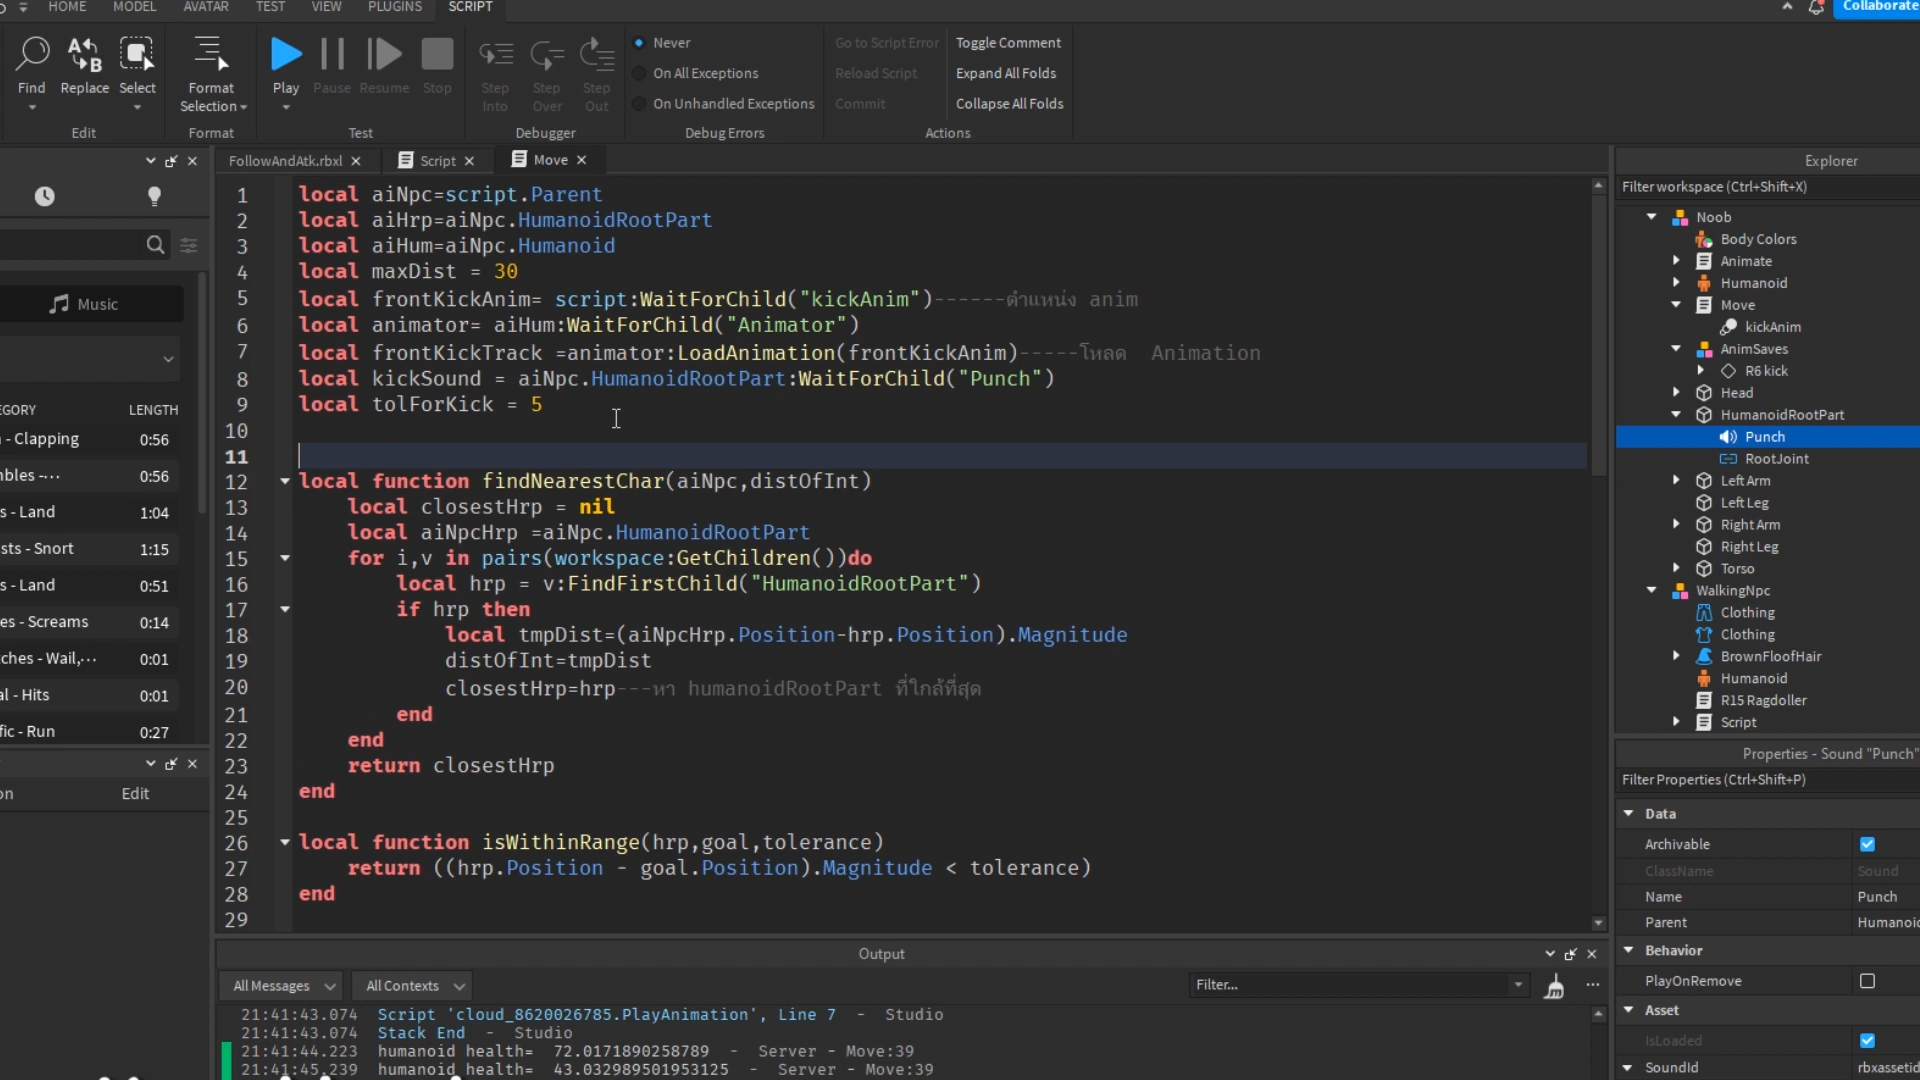 HOME MODEL AVATAR TEST VIEW PLUGINS SCRIPT
Collaborate
Find
Replace
Select
Edit
Format
Selection
Format
Play
Pause
Resume
Stop
Test
Step
Into
Step
Over
Step
Out
Debugger
Never
On All Exceptions
On Unhandled Exceptions
Debug Errors
Go to Script Error
Reload Script
Commit
Toggle Comment
Expand All Folds
Collapse All Folds
Actions
FollowAndAtk.rbxl
Script
Move
Music
EGORY LENGTH
- Clapping 0:56
bles -··· 0:56
s - Land 1:04
sts - Snort 1:15
s - Land 0:51
es - Screams 0:14
ches - Wail,··· 0:01
al - Hits 0:01
fic - Run 0:27
on Edit
1 local aiNpc=script.Parent
2 local aiHrp=aiNpc.HumanoidRootPart
3 local aiHum=aiNpc.Humanoid
4 local maxDist = 30
5 local frontKickAnim= script:WaitForChild("kickAnim")------ตำแหน่ง anim
6 local animator= aiHum:WaitForChild("Animator")
7 local frontKickTrack =animator:LoadAnimation(frontKickAnim)-----โหลด Animation
8 local kickSound = aiNpc.HumanoidRootPart:WaitForChild("Punch")
9 local tolForKick = 5
10
11
12 local function findNearestChar(aiNpc,distOfInt)
13 local closestHrp = nil
14 local aiNpcHrp =aiNpc.HumanoidRootPart
15 for i,v in pairs(workspace:GetChildren())do
16 local hrp = v:FindFirstChild("HumanoidRootPart")
17 if hrp then
18 local tmpDist=(aiNpcHrp.Position-hrp.Position).Magnitude
19 distOfInt=tmpDist
20 closestHrp=hrp---หา humanoidRootPart ที่ใกล้ที่สุด
21 end
22 end
23 return closestHrp
24 end
25
26 local function isWithinRange(hrp,goal,tolerance)
27 return ((hrp.Position - goal.Position).Magnitude < tolerance)
28 end
29
Output
All Messages
All Contexts
Filter...
21:41:43.074 Script 'cloud_8620026785.PlayAnimation', Line 7 - Studio
21:41:43.074 Stack End - Studio
21:41:44.223 humanoid health= 72.0171890258789 - Server - Move:39
21:41:45.239 humanoid health= 43.032989501953125 - Server - Move:39
Explorer
Filter workspace (Ctrl+Shift+X)
Noob
Body Colors
Animate
Humanoid
Move
kickAnim
AnimSaves
R6 kick
Head
HumanoidRootPart
Punch
RootJoint
Left Arm
Left Leg
Right Arm
Right Leg
Torso
WalkingNpc
Clothing
Clothing
BrownFloofHair
Humanoid
R15 Ragdoller
Script
Properties - Sound "Punch"
Filter Properties (Ctrl+Shift+P)
Data
Archivable
ClassName Sound
Name Punch
Parent Humanoid
Behavior
PlayOnRemove
Asset
IsLoaded
SoundId rbxassetid